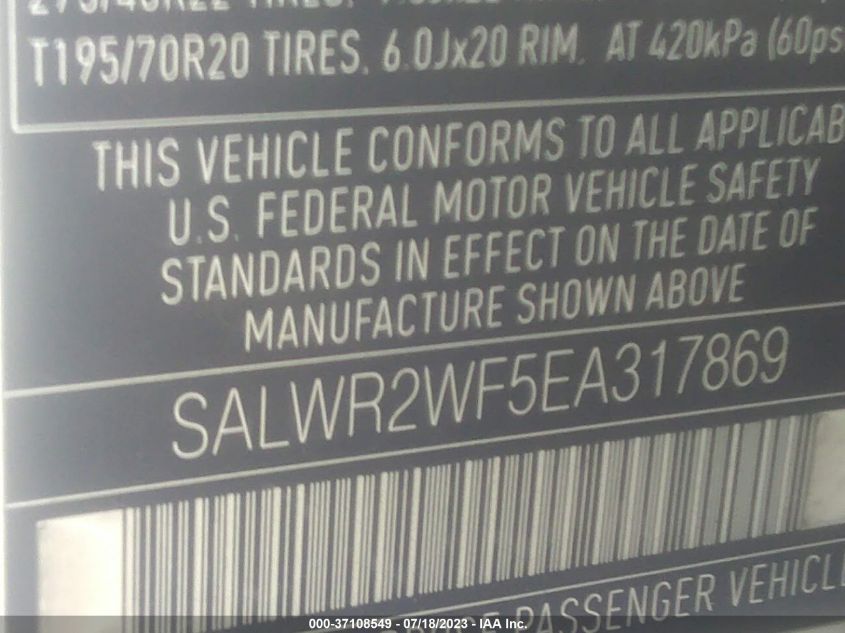 T195/70R20 TIRES, 6.0Jx20 RIM, AT 420kPa (60ps
THIS VEHICLE CONFORMS TO ALL APPLICAB
U.S. FEDERAL MOTOR VEHICLE SAFETY
STANDARDS IN EFFECT ON THE DATE OF
MANUFACTURE SHOWN ABOVE
SALWR2WF5EA317869
PASSENGER VEHICLE
000-37108549 - 07/18/2023 - IAA Inc.